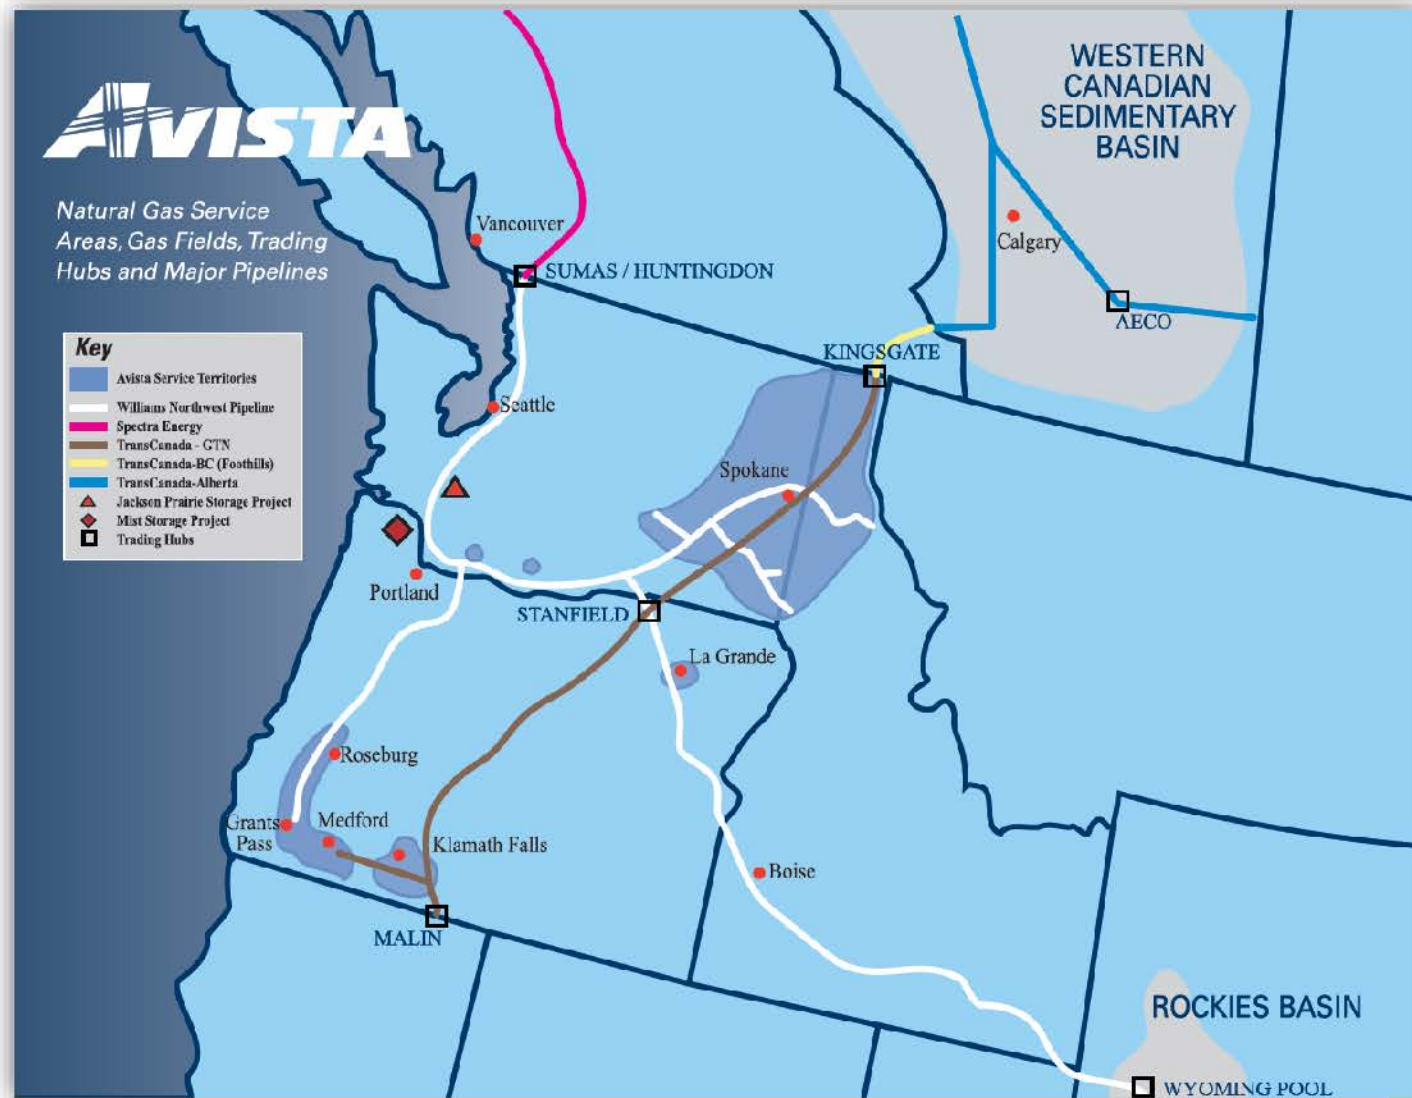 AVISTA
Natural Gas Service
Areas, Gas Fields, Trading
Hubs and Major Pipelines
Key
Avista Service Territories
Williams Northwest Pipeline
Spectra Energy
TransCanada - GTN
TransCanada-BC (Foothills)
TransCanada-Alberta
Jackson Prairie Storage Project
Mist Storage Project
Trading Hubs
WESTERN
CANADIAN
SEDIMENTARY
BASIN
Vancouver
Calgary
SUMAS / HUNTINGDON
AECO
KINGSGATE
Seattle
Spokane
Portland
STANFIELD
La Grande
Roseburg
Grants
Pass
Medford
Klamath Falls
Boise
MALIN
ROCKIES BASIN
WYOMING POOL